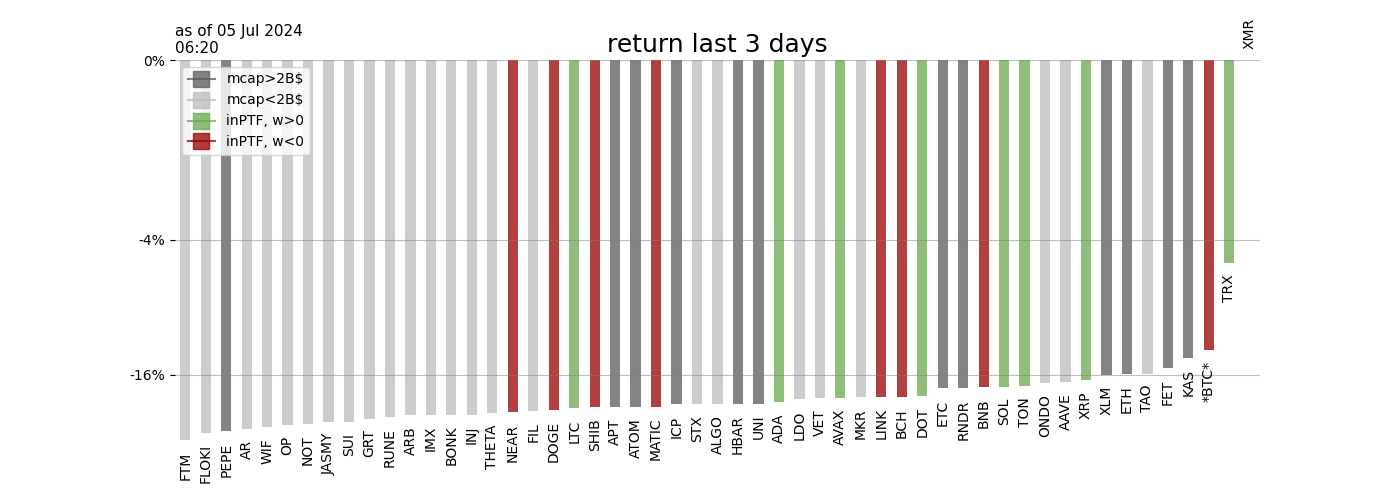 as of 05 Jul 2024
06:20
return last 3 days
XMR
0%
mcap>2B$
mcap<2B$
inPTF, w>0
inPTF, w<0
-4%
-16%
FTM
FLOKI
PEPE
AR
WIF
OP
NOT
JASMY
SUI
GRT
RUNE
ARB
IMX
BONK
INJ
THETA
NEAR
FIL
DOGE
LTC
SHIB
APT
ATOM
MATIC
ICP
STX
ALGO
HBAR
UNI
ADA
LDO
VET
AVAX
MKR
LINK
BCH
DOT
ETC
RNDR
BNB
SOL
TON
ONDO
AAVE
XRP
XLM
ETH
TAO
FET
KAS
*BTC*
TRX